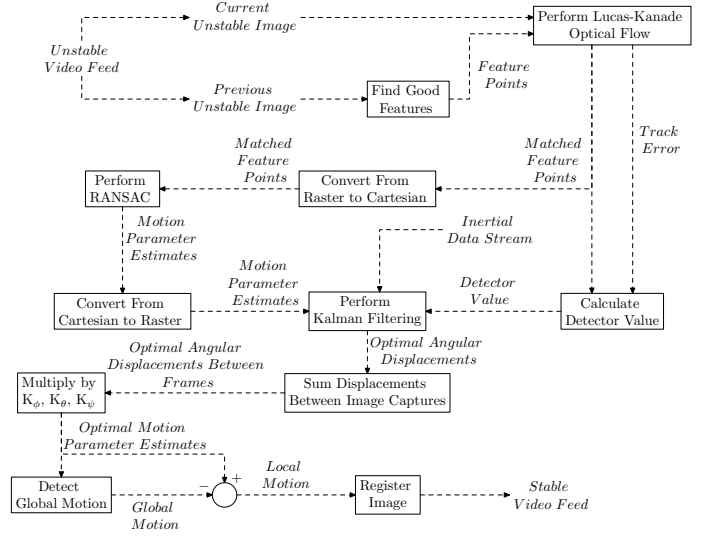 Current
Unstable Image
Perform Lucas-Kanade
Optical Flow
Unstable
Video Feed
Feature
Points
Previous
Unstable Image
Find Good
Features
Track
Error
Matched
Feature
Points
Matched
Feature
Points
Perform
RANSAC
Convert From
Raster to Cartesian
Motion
Parameter
Estimates
Inertial
Data Stream
Motion
Parameter
Estimates
Detector
Value
Convert From
Cartesian to Raster
Perform
Kalman Filtering
Calculate
Detector Value
Optimal Angular
Displacements Between
Frames
Optimal Angular
Displacements
Multiply by
Kϕ, Kθ, Kψ
Sum Displacements
Between Image Captures
Optimal Motion
Parameter Estimates
Detect
Global Motion
Global
Motion
−
+
Local
Motion
Register
Image
Stable
Video Feed